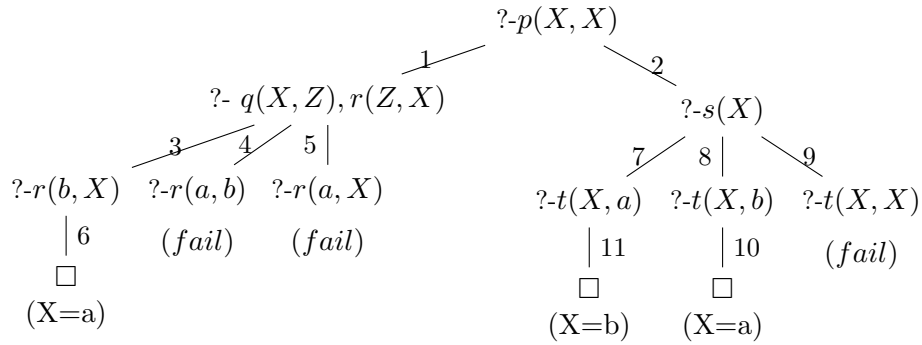 ?-p(X, X)
1 2
?- q(X, Z), r(Z, X) ?-s(X)
3 4 5 7 8 9
?-r(b, X) ?-r(a, b) ?-r(a, X) ?-t(X, a) ?-t(X, b) ?-t(X, X)
6 (fail) (fail) 11 10 (fail)
□ □ □
(X=a) (X=b) (X=a)